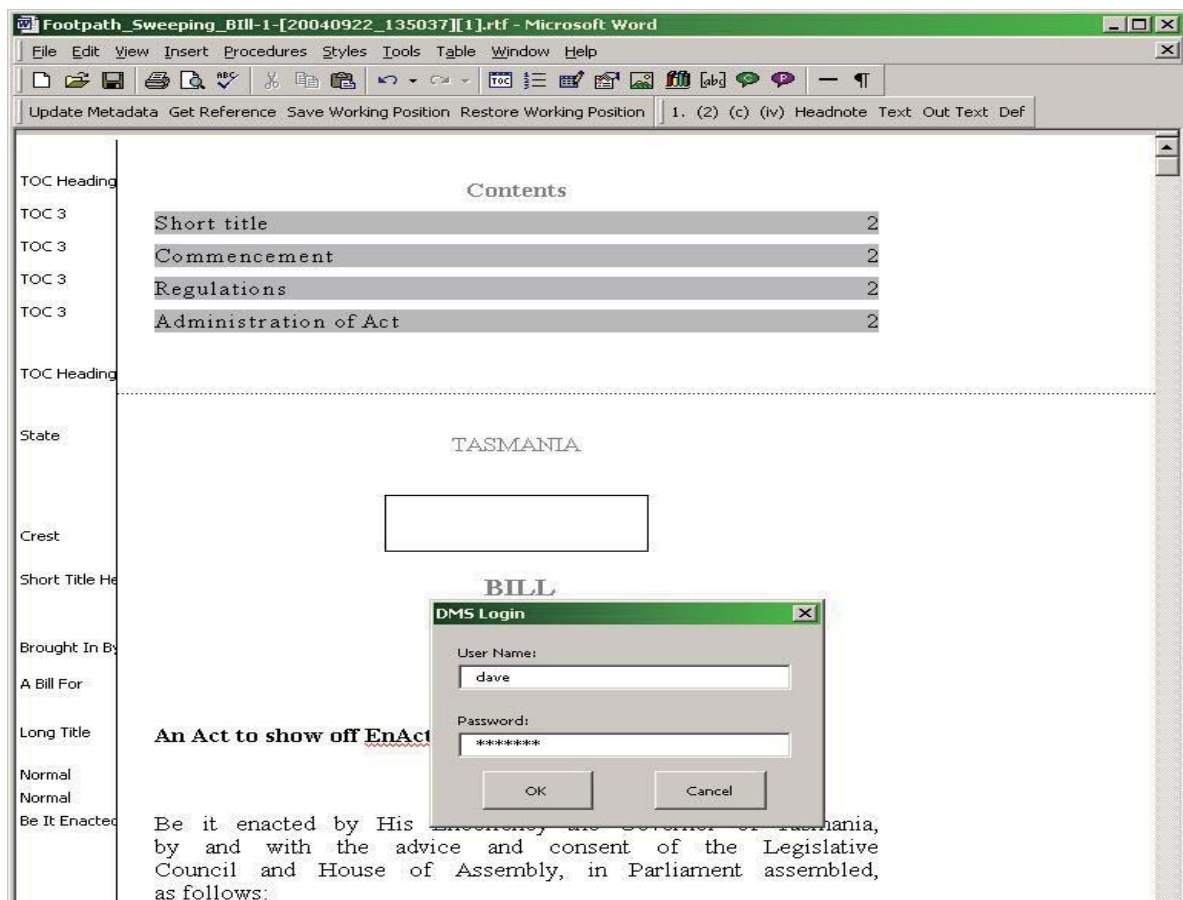 Footpath_Sweeping_BIll-1-[20040922_135037][1].rtf - Microsoft Word
File Edit View Insert Procedures Styles Tools Table Window Help
Update Metadata Get Reference Save Working Position Restore Working Position 1. (2) (c) (iv) Headnote Text Out Text Def
TOC Heading
Contents
TOC 3 Short title 2
TOC 3 Commencement 2
TOC 3 Regulations 2
TOC 3 Administration of Act 2
TOC Heading
State
TASMANIA
Crest
Short Title He
BILL
DMS Login
Brought In By
User Name:
dave
A Bill For
Password:
*******
Long Title An Act to show off EnAct
OK Cancel
Normal
Normal
Be It Enacted Be it enacted by His Excellency the Governor of Tasmania,
by and with the advice and consent of the Legislative
Council and House of Assembly, in Parliament assembled,
as follows: